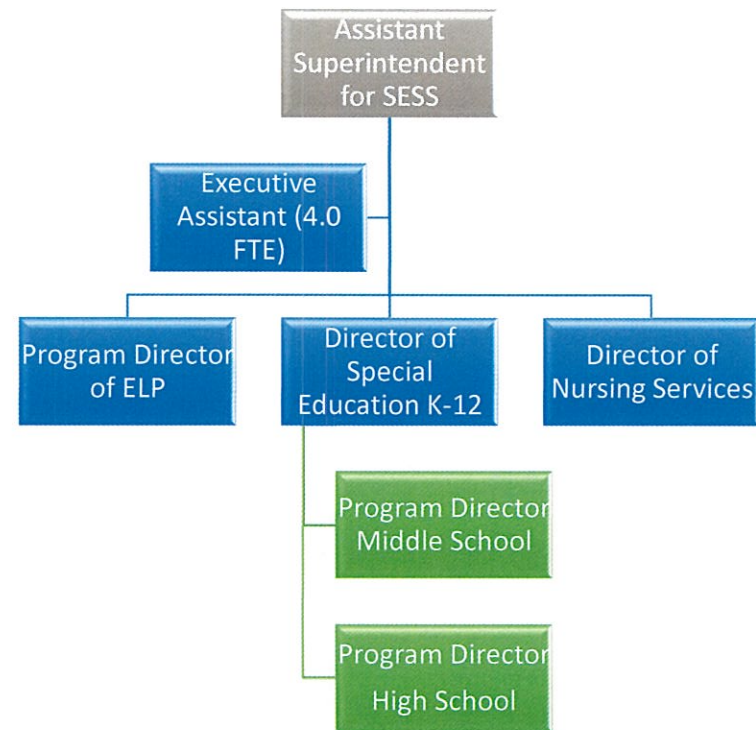 Assistant
Superintendent
for SESS
Executive
Assistant (4.0
FTE)
Program Director
of ELP
Director of
Special
Education K-12
Director of
Nursing Services
Program Director
Middle School
Program Director
High School